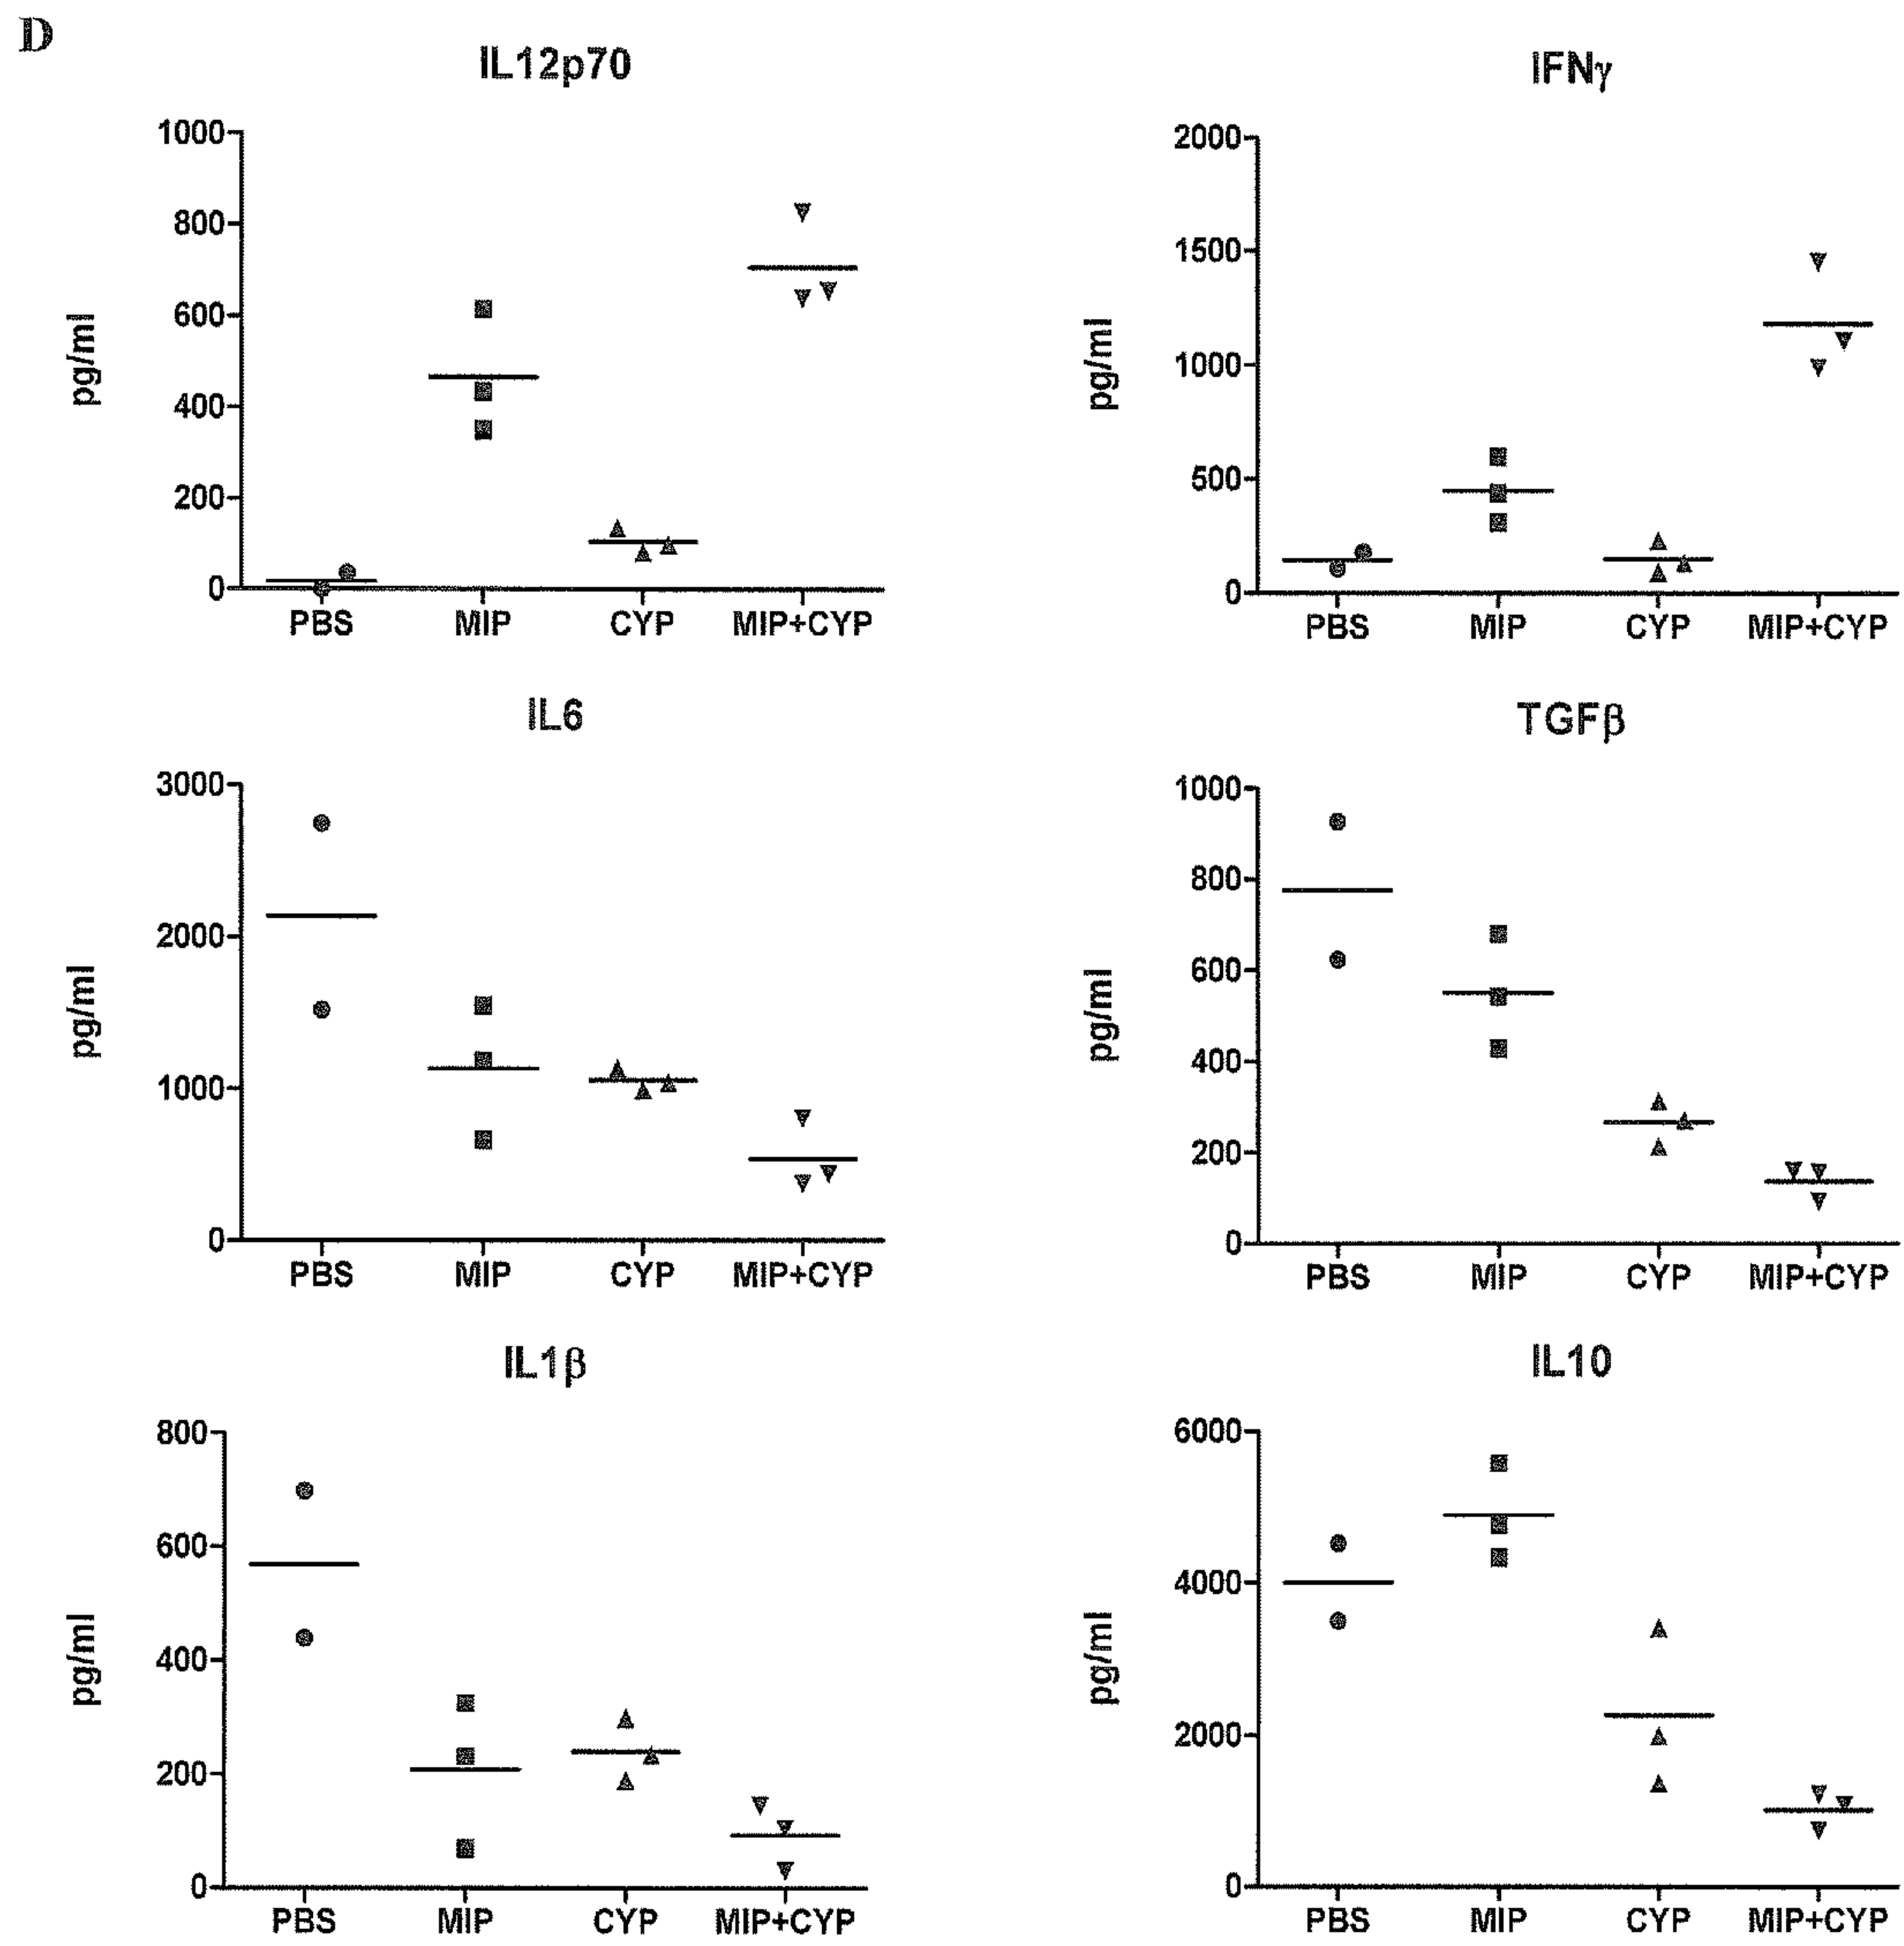 D
IL12p70
1000
800
600
400
200
0
pg/ml
PBS MIP CYP MIP+CYP
IFNγ
2000
1500
1000
500
0
pg/ml
PBS MIP CYP MIP+CYP
IL6
3000
2000
1000
0
pg/ml
PBS MIP CYP MIP+CYP
TGFβ
1000
800
600
400
200
0
pg/ml
PBS MIP CYP MIP+CYP
IL1β
800
600
400
200
0
pg/ml
PBS MIP CYP MIP+CYP
IL10
6000
4000
2000
0
pg/ml
PBS MIP CYP MIP+CYP